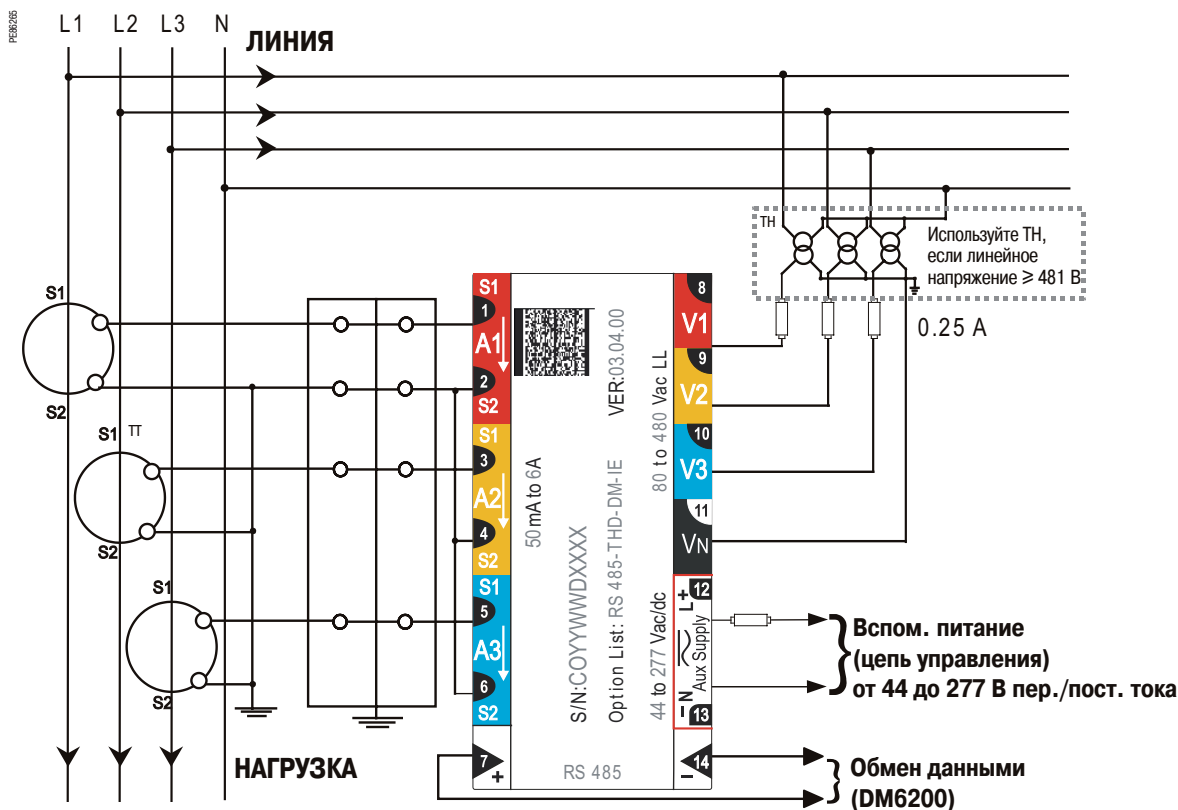 PE86265
L1 L2 L3 N
ЛИНИЯ
ТН
Используйте ТН,
если линейное
напряжение ≥ 481 В
0.25 A
S1
S2
S1 ТТ
S2
S1
S2
S1
1
A1
2
S2
S1
3
A2
4
S2
S1
5
A3
6
S2
7
+
50 mA to 6A
S/N:COYYWWDXXXX
Option List: RS 485-THD-DM-IE
VER:03.04.00
80 to 480 Vac LL
44 to 277 Vac/dc
RS 485
8
V1
9
V2
10
V3
11
VN
12
L+
Aux Supply
–N
13
14
–
Вспом. питание
(цепь управления)
от 44 до 277 В пер./пост. тока
Обмен данными
(DM6200)
НАГРУЗКА